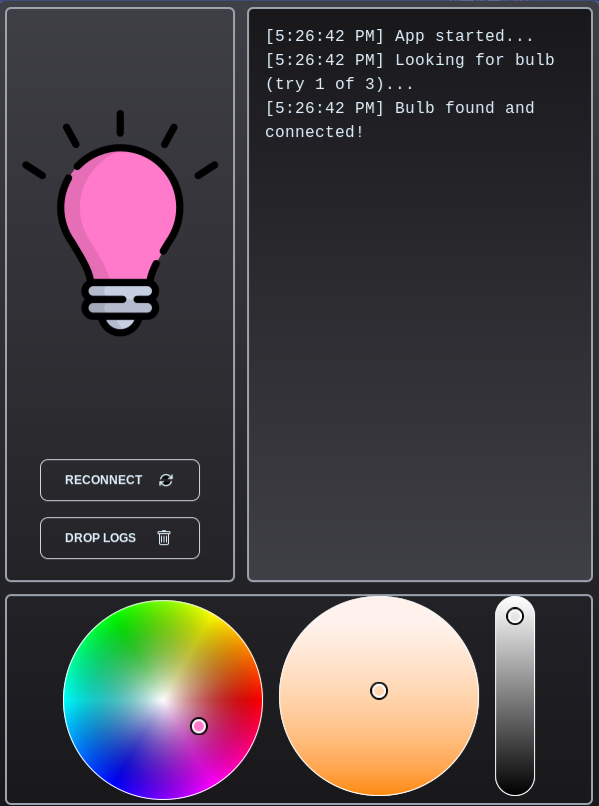 [5:26:42 PM] App started...
[5:26:42 PM] Looking for bulb
(try 1 of 3)...
[5:26:42 PM] Bulb found and
connected!
RECONNECT
DROP LOGS